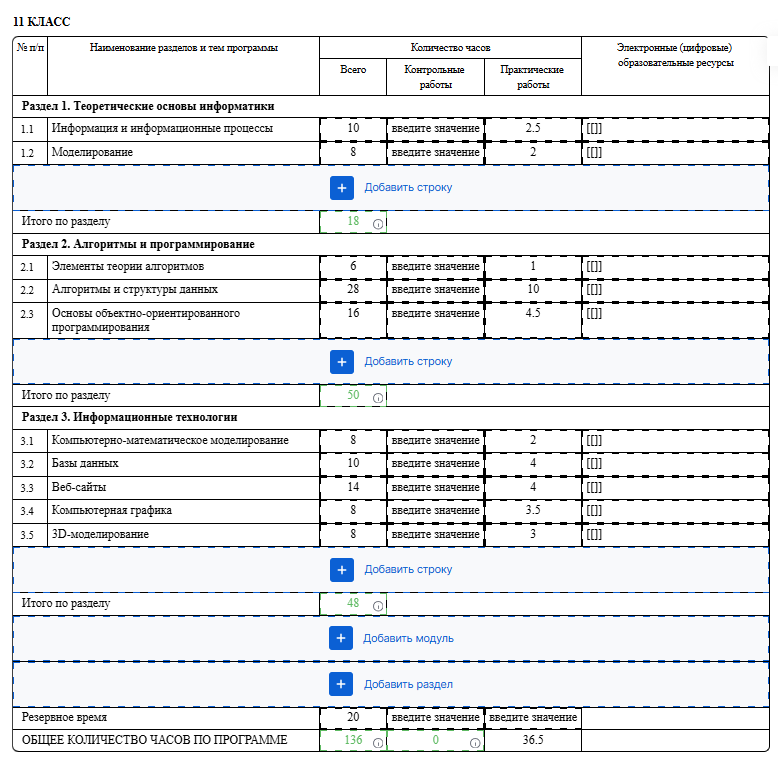 11 КЛАСС
№ п/п Наименование разделов и тем программы Количество часов Электронные (цифровые) образовательные ресурсы
Всего Контрольные работы Практические работы
Раздел 1. Теоретические основы информатики
1.1 Информация и информационные процессы 10 введите значение 2.5 [[]]
1.2 Моделирование 8 введите значение 2 [[]]
+ Добавить строку
Итого по разделу 18
Раздел 2. Алгоритмы и программирование
2.1 Элементы теории алгоритмов 6 введите значение 1 [[]]
2.2 Алгоритмы и структуры данных 28 введите значение 10 [[]]
2.3 Основы объектно-ориентированного программирования 16 введите значение 4.5 [[]]
+ Добавить строку
Итого по разделу 50
Раздел 3. Информационные технологии
3.1 Компьютерно-математическое моделирование 8 введите значение 2 [[]]
3.2 Базы данных 10 введите значение 4 [[]]
3.3 Веб-сайты 14 введите значение 4 [[]]
3.4 Компьютерная графика 8 введите значение 3.5 [[]]
3.5 3D-моделирование 8 введите значение 3 [[]]
+ Добавить строку
Итого по разделу 48
+ Добавить модуль
+ Добавить раздел
Резервное время 20 введите значение введите значение
ОБЩЕЕ КОЛИЧЕСТВО ЧАСОВ ПО ПРОГРАММЕ 136 0 36.5